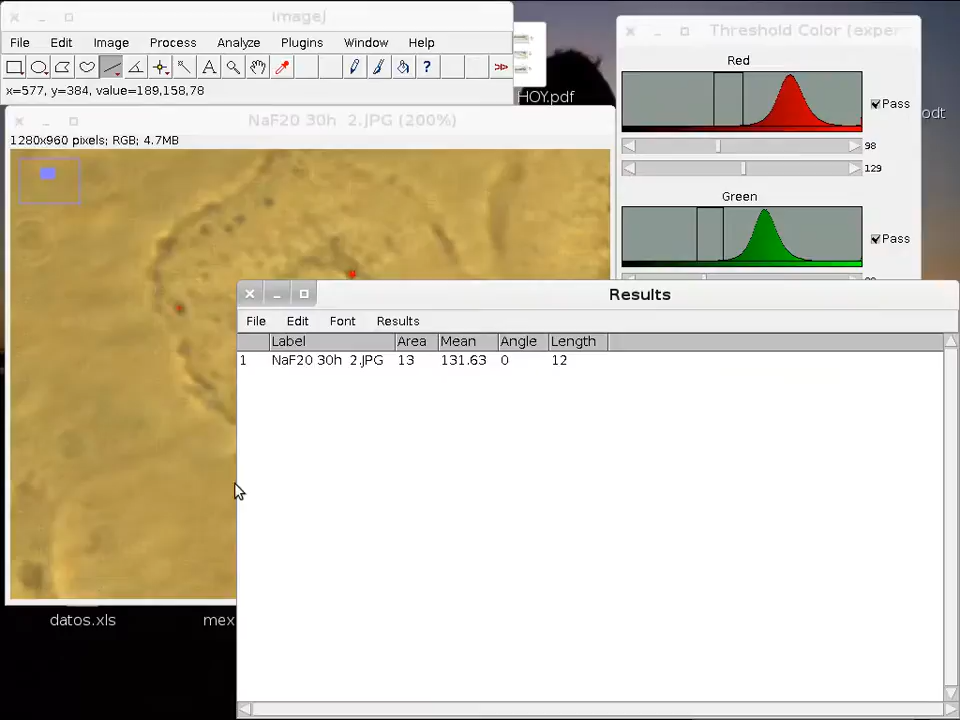 ImageJ
File Edit Image Process Analyze Plugins Window Help
x=577, y=384, value=189,158,78
HOY.pdf
NaF20 30h 2.JPG (200%)
1280x960 pixels; RGB; 4.7MB
Threshold Color (exper
odt
Red
Pass
98
129
Green
Pass
Results
File Edit Font Results
Label Area Mean Angle Length
1 NaF20 30h 2.JPG 13 131.63 0 12
datos.xls
mex